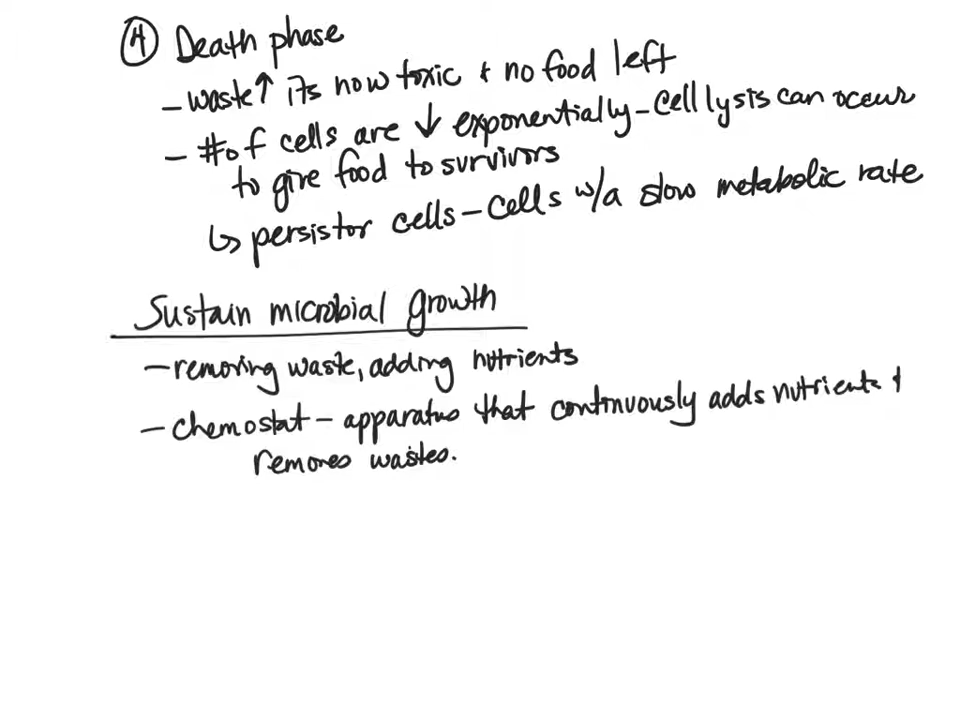 ④ Death phase
- waste ↑ its now toxic & no food left
- # of cells are ↓ exponentially - cell lysis can occur
to give food to survivors
↳ persistor cells - cells w/a slow metabolic rate
Sustain microbial growth
- removing waste, adding nutrients
- chemostat - apparatus that continuously adds nutrients &
removes wastes.